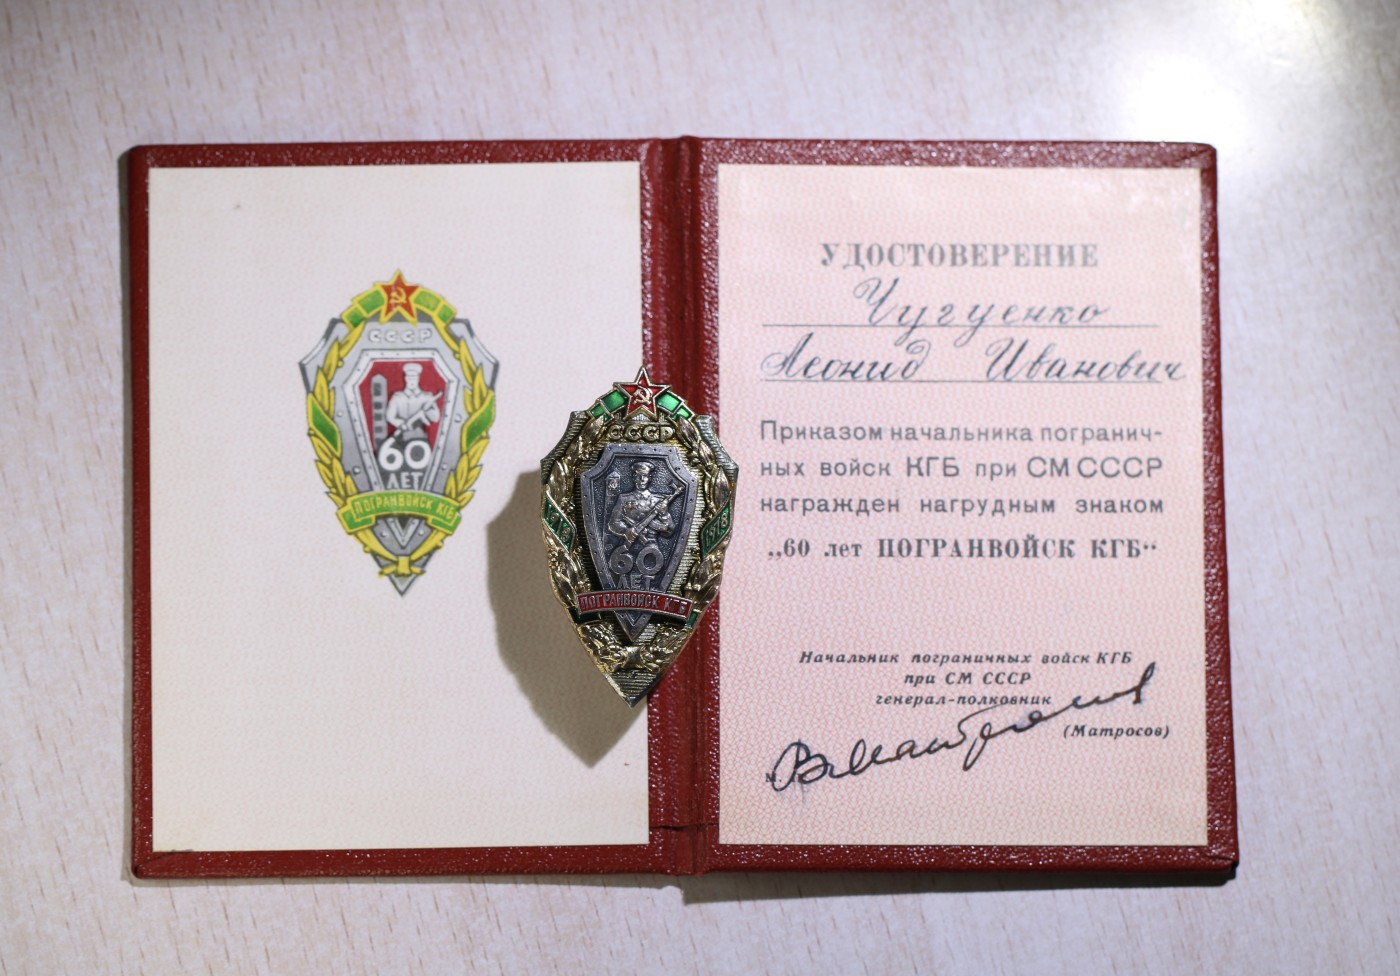 СССР
60
ЛЕТ
ПОГРАНВОЙСК КГБ
СССР
1918
60
ЛЕТ
ПОГРАНВОЙСК КГБ
УДОСТОВЕРЕНИЕ
Чугуенко
Леонид Иванович
Приказом начальника погранич-
ных войск КГБ при СМ СССР
награжден нагрудным знаком
„60 лет ПОГРАНВОЙСК КГБ“
Начальник пограничных войск КГБ
при СМ СССР
генерал-полковник
(Матросов)